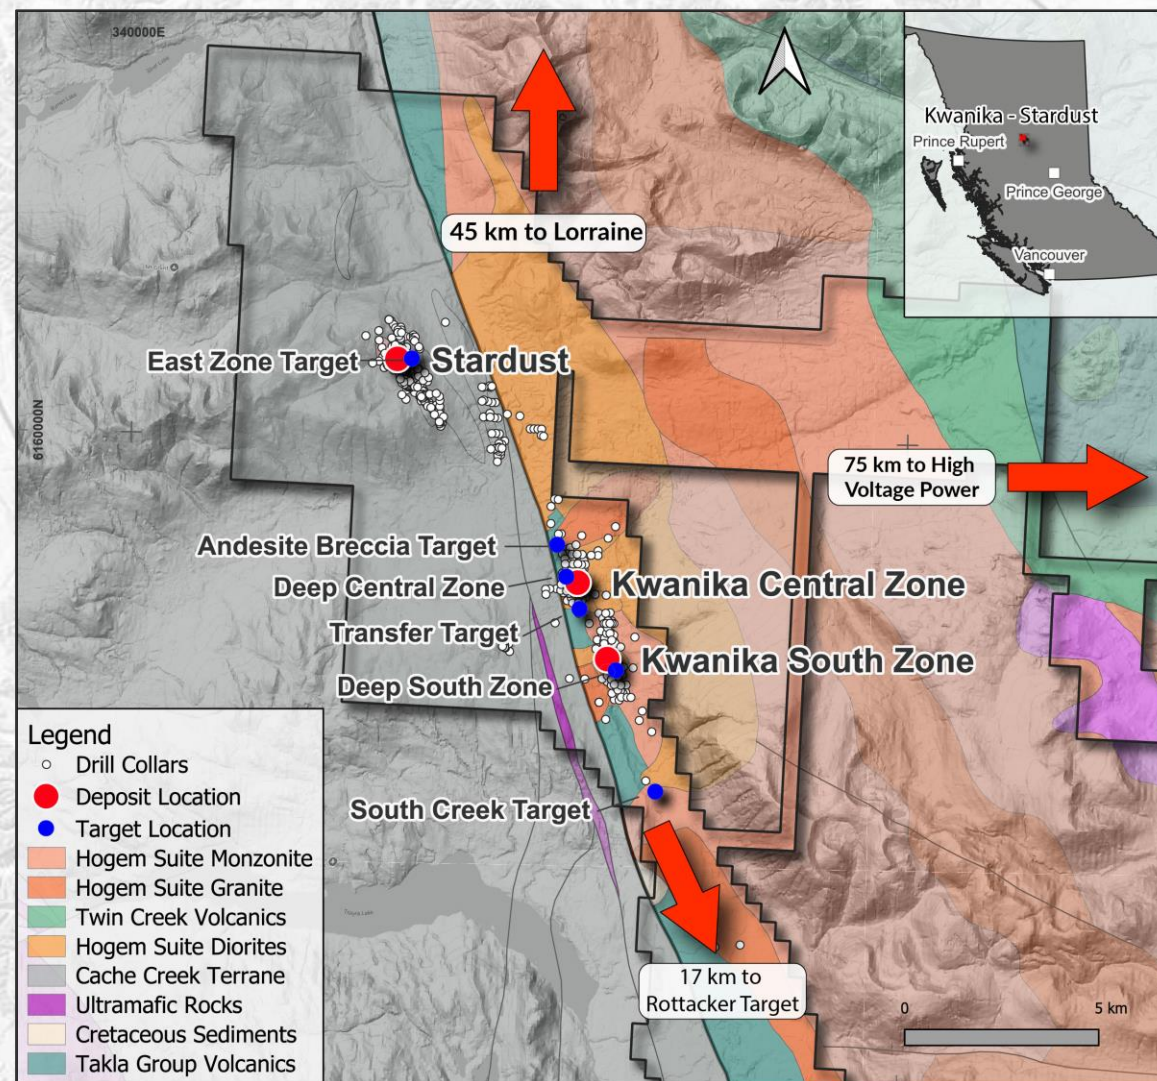 340000E
Kwanika - Stardust
Prince Rupert
Prince George
Vancouver
45 km to Lorraine
East Zone Target
Stardust
6160000N
75 km to High
Voltage Power
Andesite Breccia Target
Deep Central Zone
Kwanika Central Zone
Transfer Target
Kwanika South Zone
Deep South Zone
South Creek Target
17 km to
Rottacker Target
0 5 km
Legend
Drill Collars
Deposit Location
Target Location
Hogem Suite Monzonite
Hogem Suite Granite
Twin Creek Volcanics
Hogem Suite Diorites
Cache Creek Terrane
Ultramafic Rocks
Cretaceous Sediments
Takla Group Volcanics